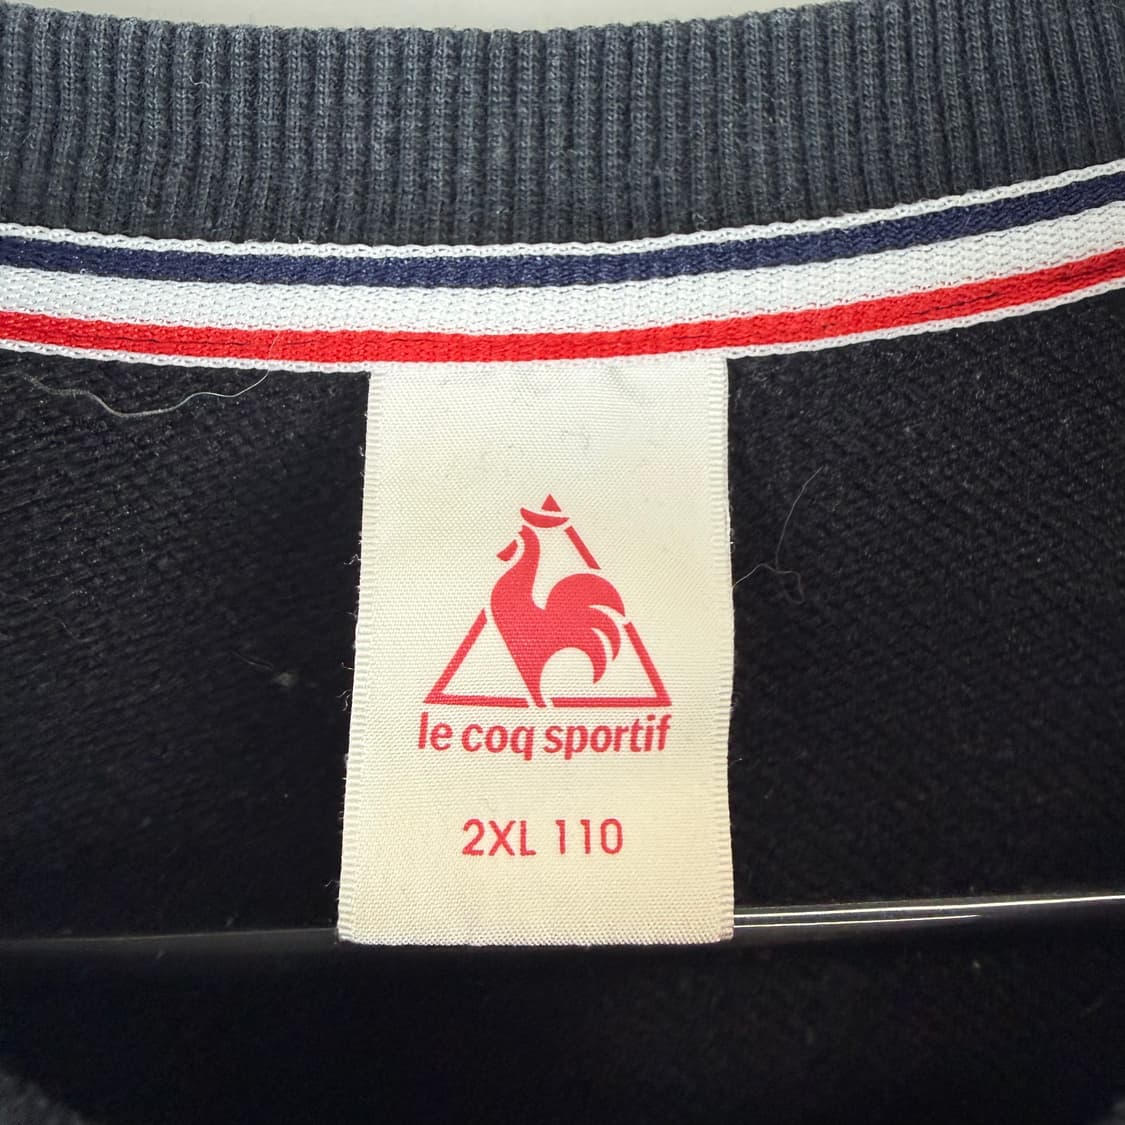 le coq sportif
2XL 110